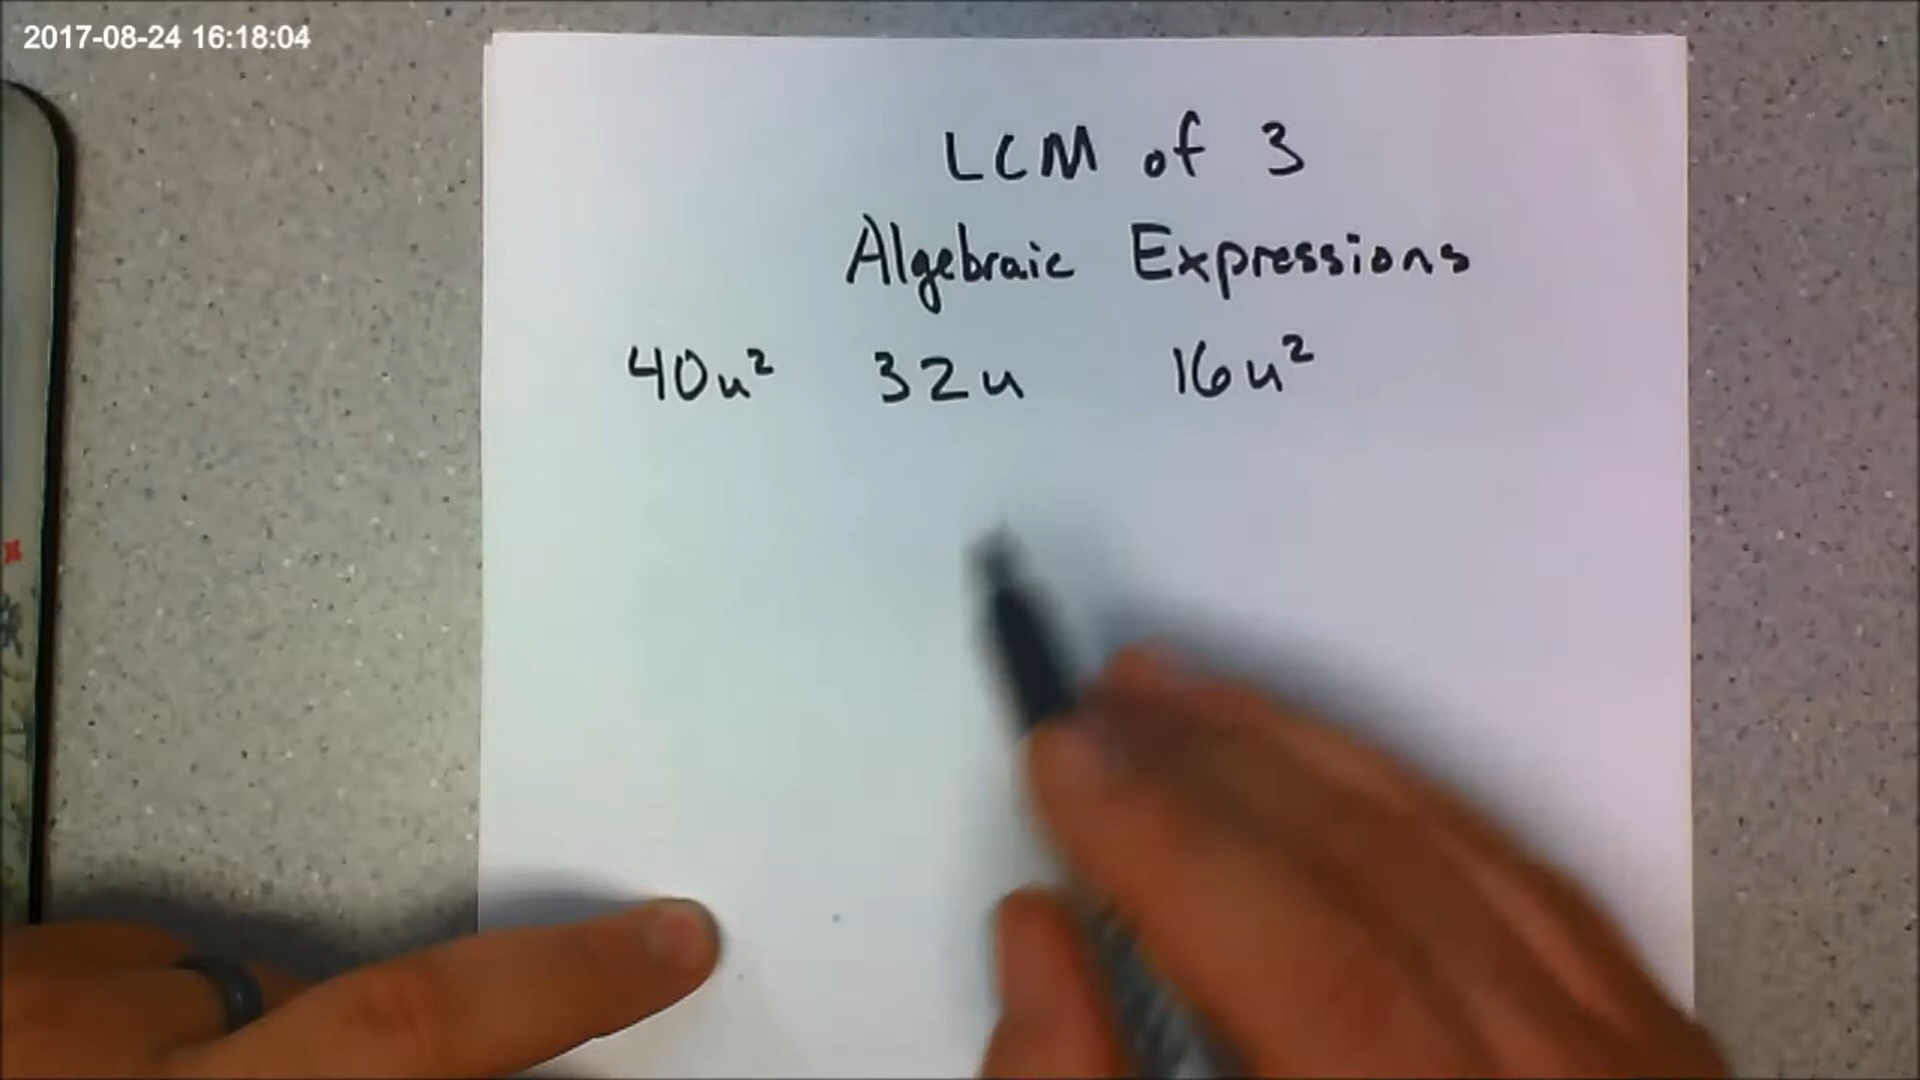 2017-08-24 16:18:04
LCM of 3
Algebraic Expressions
40u² 32u 16u²